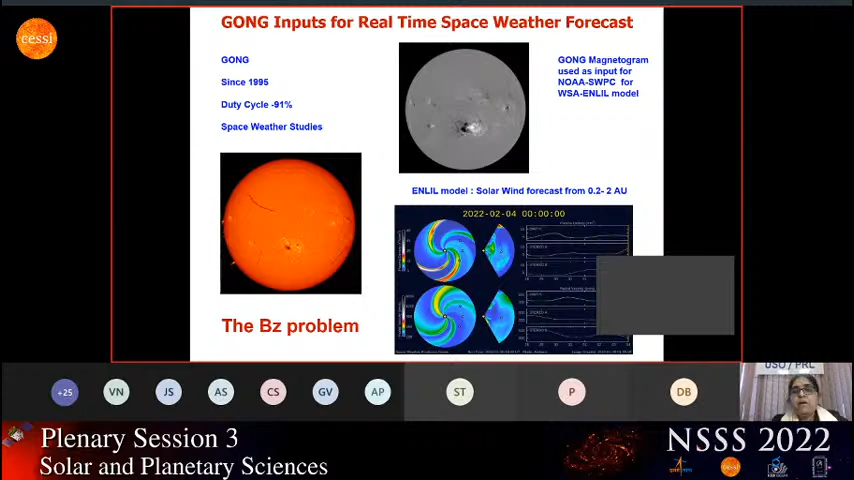 GONG Inputs for Real Time Space Weather Forecast
cessi
GONG
Since 1995
Duty Cycle -91%
Space Weather Studies
GONG Magnetogram
used as input for
NOAA-SWPC for
WSA-ENLIL model
ENLIL model : Solar Wind forecast from 0.2- 2 AU
2022-02-04 00:00:00
The Bz problem
+25
VN
JS
AS
CS
GV
AP
ST
P
DB
USO / PRL
Plenary Session 3
Solar and Planetary Sciences
NSSS 2022
cessi